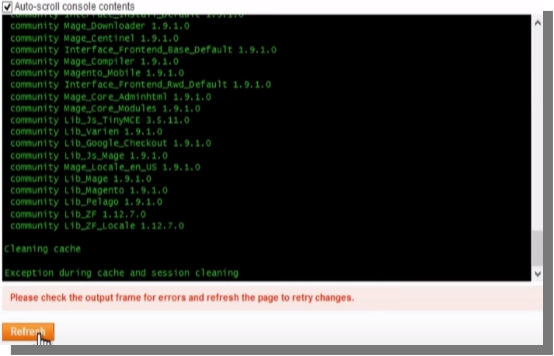 Auto-scroll console contents
community Interface_Install_Default 1.9.1.0
community Mage_Downloader 1.9.1.0
community Mage_Centinel 1.9.1.0
community Interface_Frontend_Base_Default 1.9.1.0
community Mage_Compiler 1.9.1.0
community Magento_Mobile 1.9.1.0
community Interface_Frontend_Rwd_Default 1.9.1.0
community Mage_Core_Adminhtml 1.9.1.0
community Mage_Core_Modules 1.9.1.0
community Lib_Js_TinyMCE 3.5.11.0
community Lib_Varien 1.9.1.0
community Lib_Google_Checkout 1.9.1.0
community Lib_Js_Mage 1.9.1.0
community Mage_Locale_en_US 1.9.1.0
community Lib_Mage 1.9.1.0
community Lib_Magento 1.9.1.0
community Lib_Pelago 1.9.1.0
community Lib_ZF 1.12.7.0
community Lib_ZF_Locale 1.12.7.0
Cleaning cache
Exception during cache and session cleaning
Please check the output frame for errors and refresh the page to retry changes.
Refresh